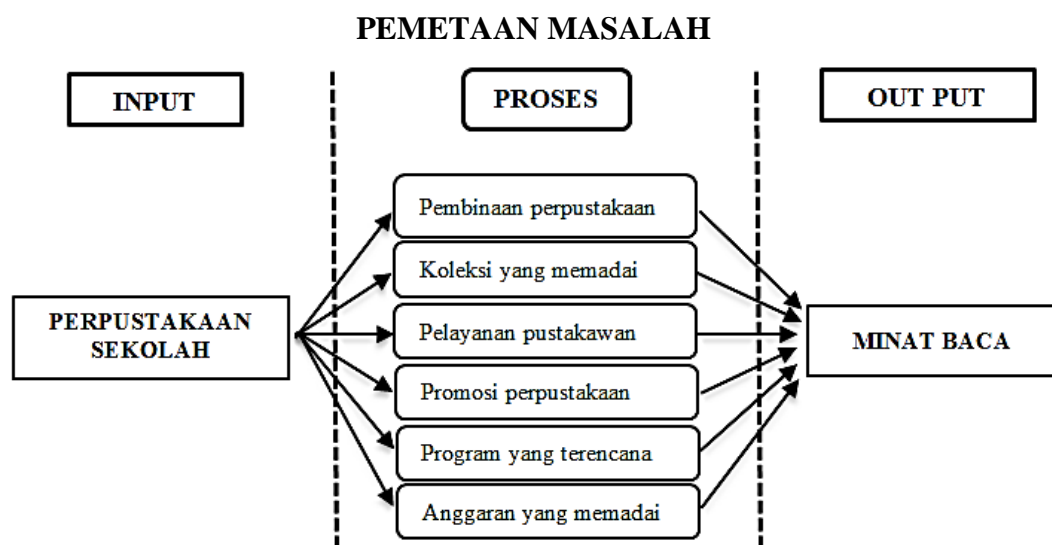 PEMETAAN MASALAH
INPUT
PROSES
OUT PUT
PERPUSTAKAAN
SEKOLAH
Pembinaan perpustakaan
Koleksi yang memadai
Pelayanan pustakawan
Promosi perpustakaan
Program yang terencana
Anggaran yang memadai
MINAT BACA